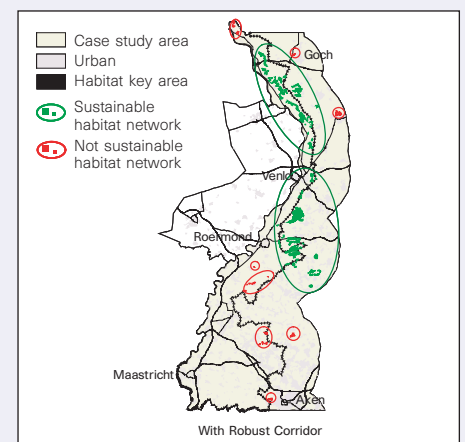 Case study area
Urban
Habitat key area
Sustainable
habitat network
Not sustainable
habitat network
Goch
Venlo
Roermond
Maastricht
Aken
With Robust Corridor